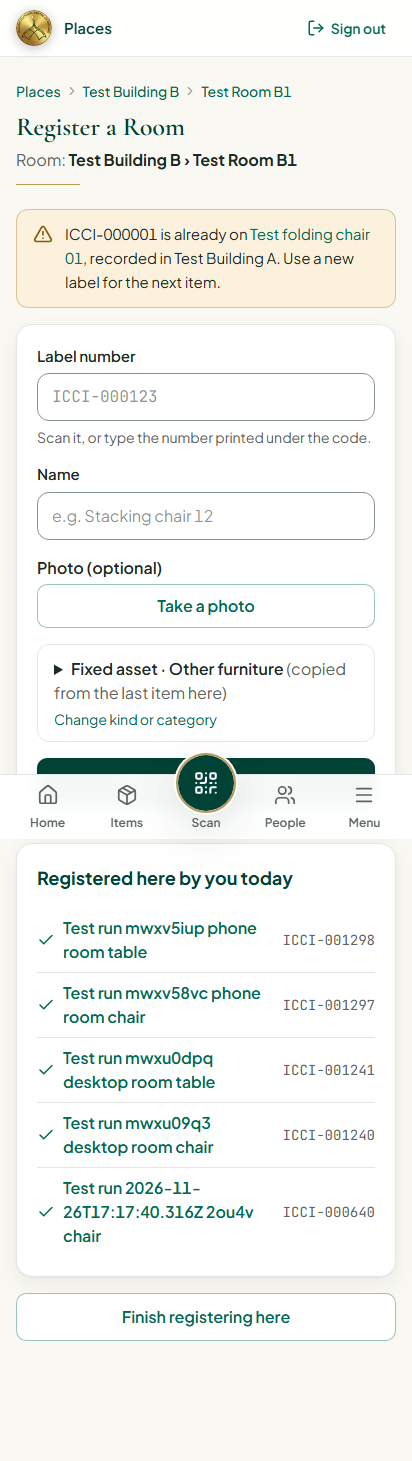 Places
Sign out
Places > Test Building B > Test Room B1
Register a Room
Room: Test Building B › Test Room B1
ICCI-000001 is already on Test folding chair
01, recorded in Test Building A. Use a new
label for the next item.
Label number
ICCI-000123
Scan it, or type the number printed under the code.
Name
e.g. Stacking chair 12
Photo (optional)
Take a photo
Fixed asset · Other furniture (copied
from the last item here)
Change kind or category
Home
Items
Scan
People
Menu
Registered here by you today
Test run mwxv5iup phone
room table
ICCI-001298
Test run mwxv58vc phone
room chair
ICCI-001297
Test run mwxu0dpq
desktop room table
ICCI-001241
Test run mwxu09q3
desktop room chair
ICCI-001240
Test run 2026-11-
26T17:17:40.316Z 2ou4v
chair
ICCI-000640
Finish registering here